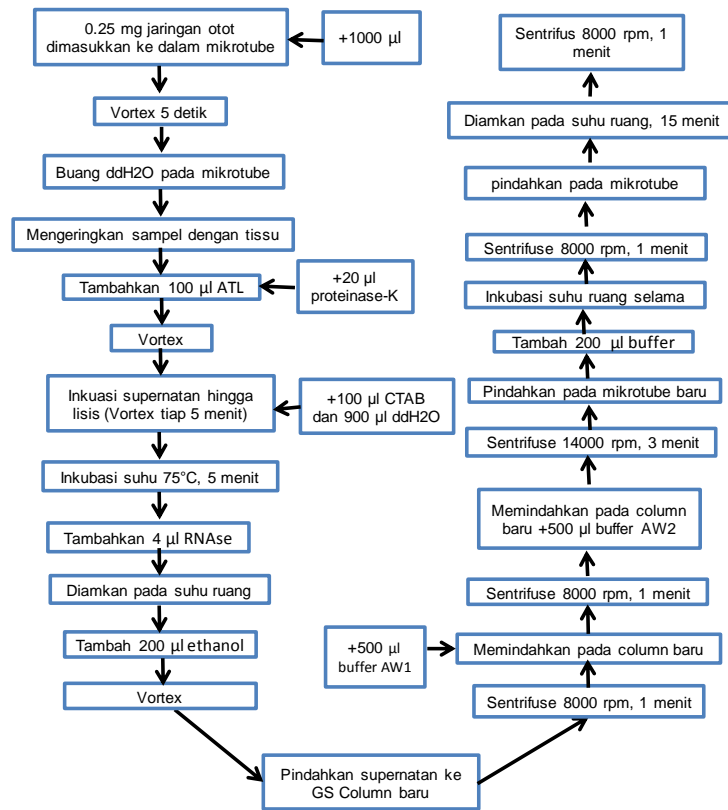 0.25 mg jaringan otot
dimasukkan ke dalam mikrotube
+1000 µl
Vortex 5 detik
Buang ddH2O pada mikrotube
Mengeringkan sampel dengan tissu
Tambahkan 100 µl ATL
+20 µl
proteinase-K
Vortex
Inkuasi supernatan hingga
lisis (Vortex tiap 5 menit)
+100 µl CTAB
dan 900 µl ddH2O
Inkubasi suhu 75°C, 5 menit
Tambahkan 4 µl RNAse
Diamkan pada suhu ruang
Tambah 200 µl ethanol
Vortex
Pindahkan supernatan ke
GS Column baru
Sentrifuse 8000 rpm, 1 menit
Memindahkan pada column baru
+500 µl
buffer AW1
Sentrifuse 8000 rpm, 1 menit
Memindahkan pada column
baru +500 µl buffer AW2
Sentrifuse 14000 rpm, 3 menit
Pindahkan pada mikrotube baru
Tambah 200 µl buffer
Inkubasi suhu ruang selama
Sentrifuse 8000 rpm, 1 menit
pindahkan pada mikrotube
Diamkan pada suhu ruang, 15 menit
Sentrifus 8000 rpm, 1
menit